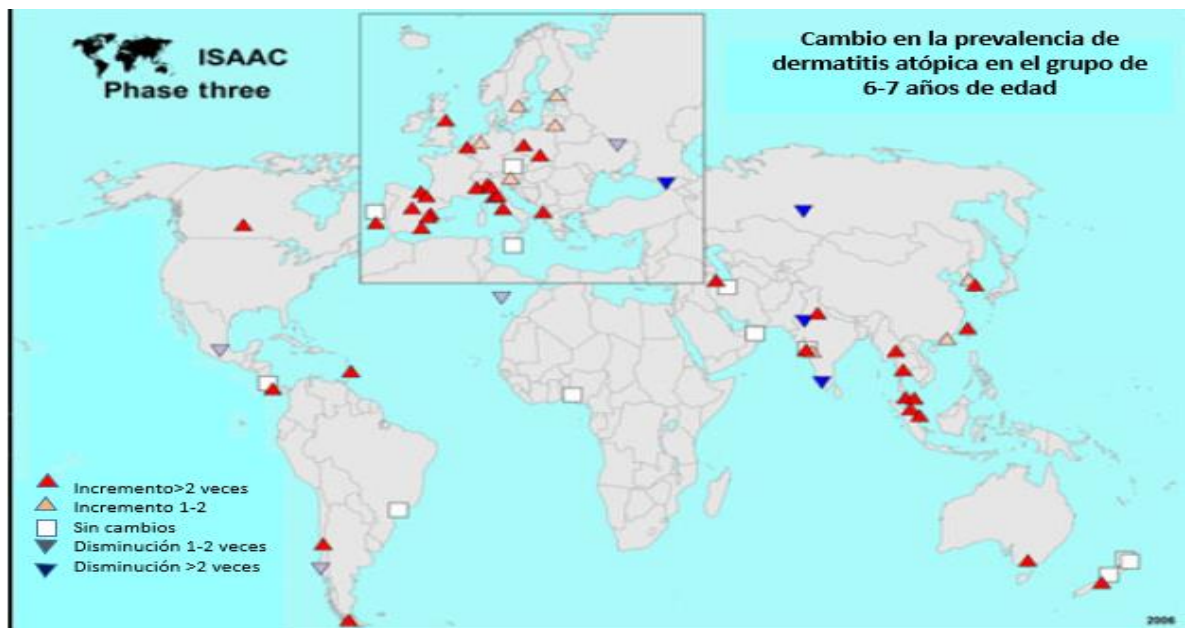 ISAAC
Phase three
Cambio en la prevalencia de
dermatitis atópica en el grupo de
6-7 años de edad
Incremento>2 veces
Incremento 1-2
Sin cambios
Disminución 1-2 veces
Disminución >2 veces
2006